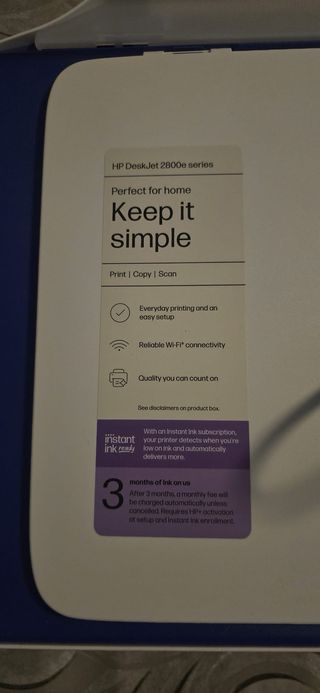 HP DeskJet 2800e series
Perfect for home
Keep it
simple
Print | Copy | Scan
Everyday printing and an
easy setup
Reliable Wi-Fi® connectivity
Quality you can count on
See disclaimers on product box.
instant
ink ready
With an Instant Ink subscription,
your printer detects when you're
low on ink and automatically
delivers more.
3
months of ink on us
After 3 months, a monthly fee will
be charged automatically unless
cancelled. Requires HP+ activation
at setup and Instant Ink enrollment.